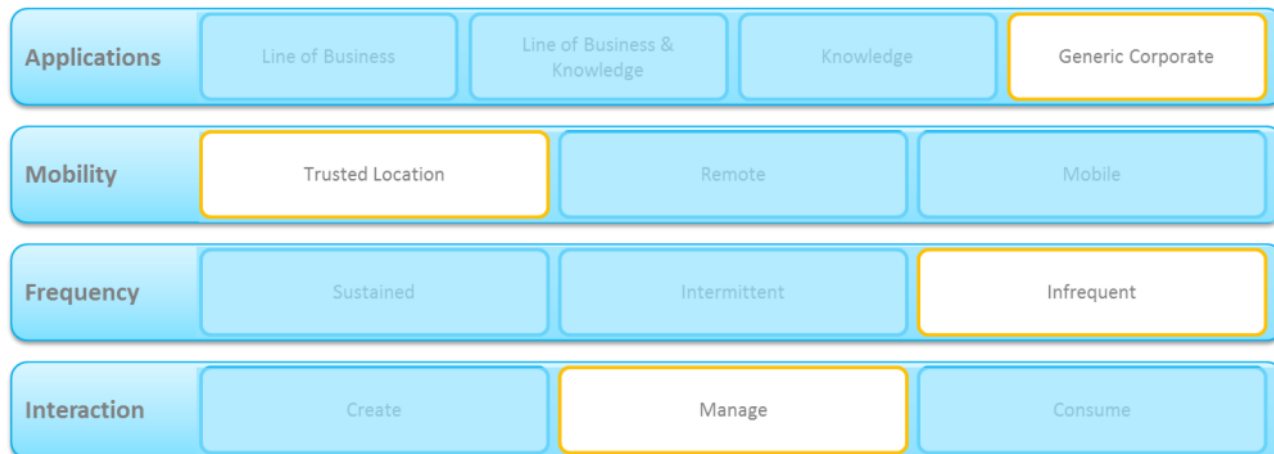 Applications
Line of Business
Line of Business &
Knowledge
Knowledge
Generic Corporate
Mobility
Trusted Location
Remote
Mobile
Frequency
Sustained
Intermittent
Infrequent
Interaction
Create
Manage
Consume